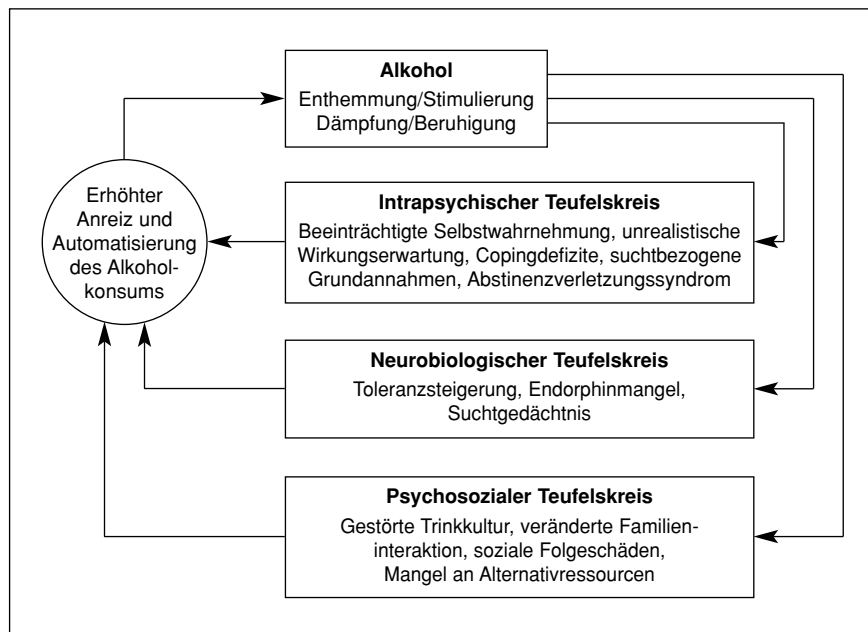 Alkohol
Enthemmung/Stimulierung
Dämpfung/Beruhigung
Erhöhter
Anreiz und
Automatisierung
des Alkohol-
konsums
Intrapsychischer Teufelskreis
Beeinträchtigte Selbstwahrnehmung, unrealistische
Wirkungserwartung, Copingdefizite, suchtbezogene
Grundannahmen, Abstinenzverletzungssyndrom
Neurobiologischer Teufelskreis
Toleranzsteigerung, Endorphinmangel,
Suchtgedächtnis
Psychosozialer Teufelskreis
Gestörte Trinkkultur, veränderte Familien-
interaktion, soziale Folgeschäden,
Mangel an Alternativressourcen